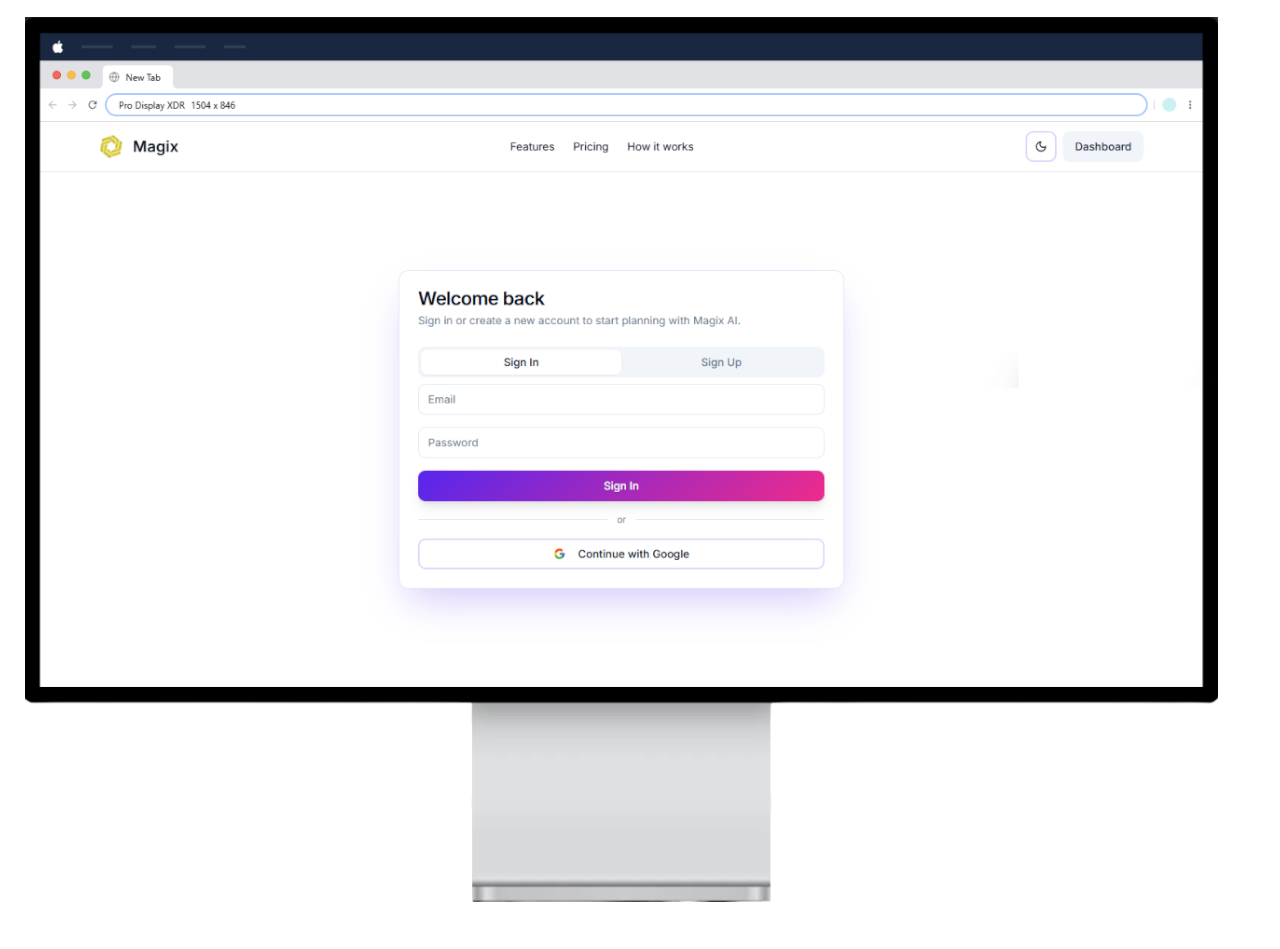 New Tab
Pro Display XDR 1504 x 846
Magix
Features Pricing How it works
Dashboard
Welcome back
Sign in or create a new account to start planning with Magix AI.
Sign In Sign Up
Email
Password
Sign In
or
Continue with Google